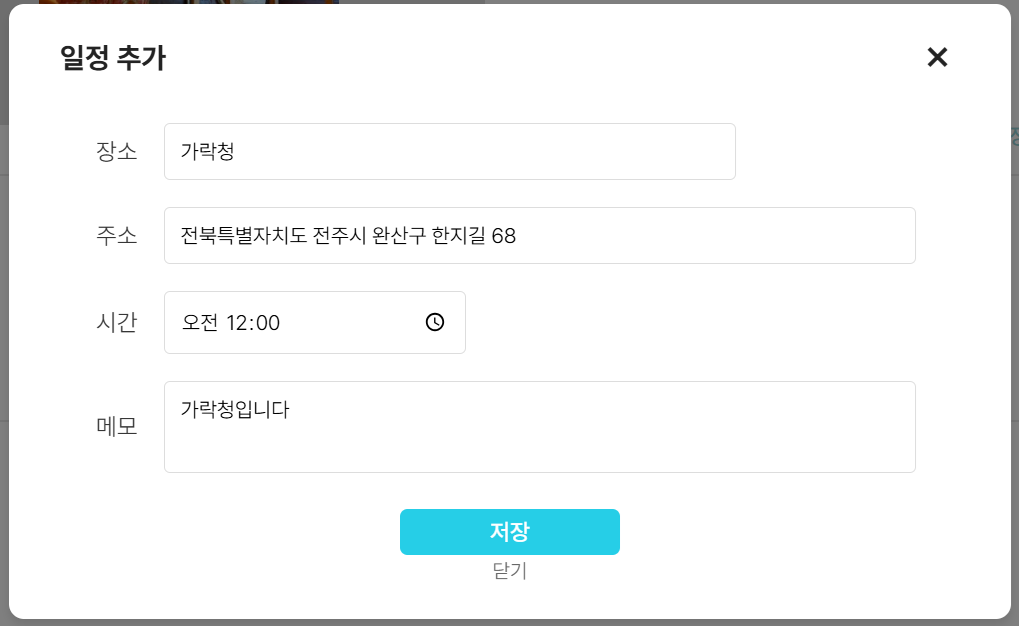 일정 추가
장소 가락청
주소 전북특별자치도 전주시 완산구 한지길 68
시간 오전 12:00
메모 가락청입니다
저장
닫기